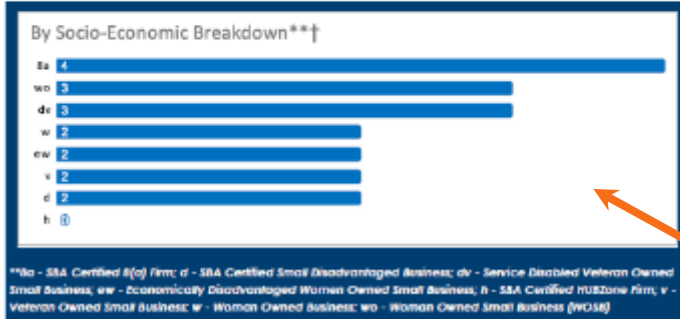 By Socio-Economic Breakdown**†
8a 4
wo 3
dv 3
w 2
ew 2
v 2
d 2
h 0
**8a - SBA Certified 8(a) Firm; d - SBA Certified Small Disadvantaged Business; dv - Service Disabled Veteran Owned
Small Business; ew - Economically Disadvantaged Women Owned Small Business; h - SBA Certified HUBZone Firm; v -
Veteran Owned Small Business; w - Woman Owned Business; wo - Woman Owned Small Business (WOSB)